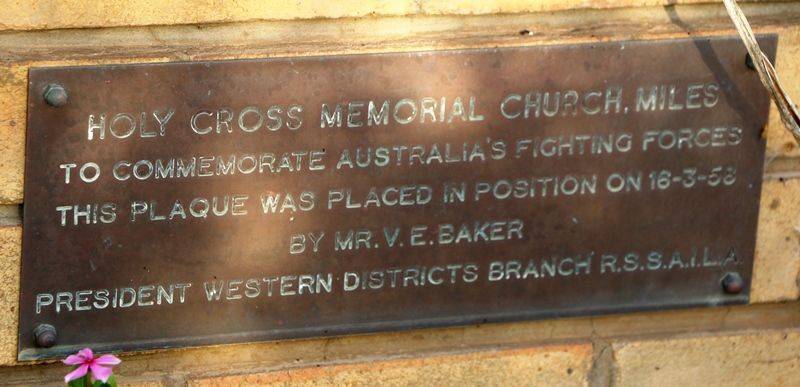 HOLY CROSS MEMORIAL CHURCH, MILES
TO COMMEMORATE AUSTRALIA'S FIGHTING FORCES
THIS PLAQUE WAS PLACED IN POSITION ON 16-3-58
BY MR. V. E. BAKER
PRESIDENT WESTERN DISTRICTS BRANCH R.S.S.A.I.L.A.